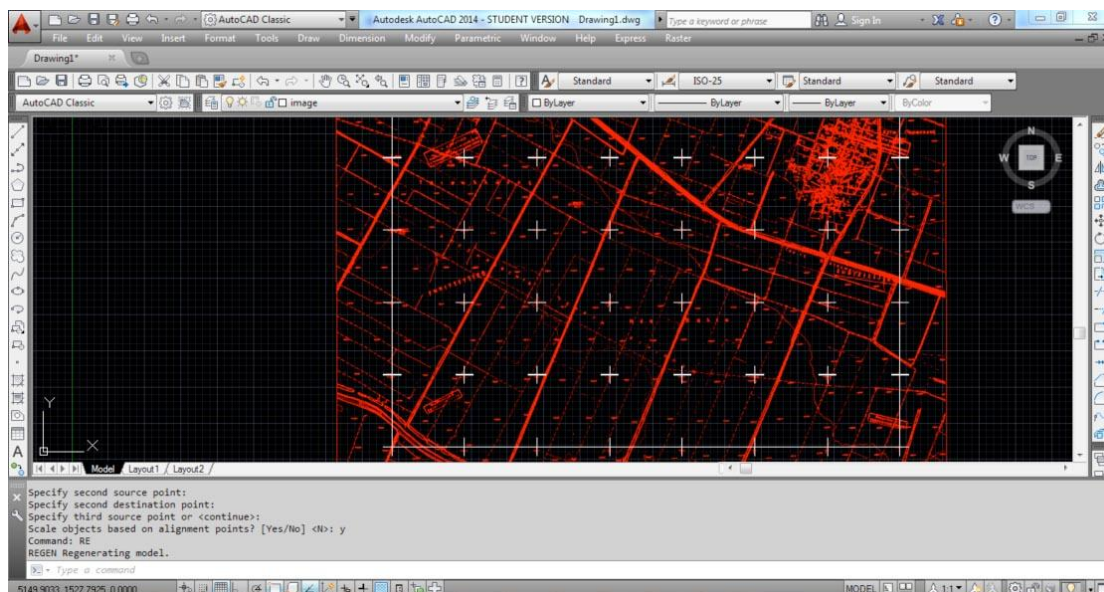 AutoCAD Classic
Autodesk AutoCAD 2014 - STUDENT VERSION Drawing1.dwg
Type a keyword or phrase
Sign In
File Edit View Insert Format Tools Draw Dimension Modify Parametric Window Help Express Raster
Drawing1*
Standard ISO-25 Standard Standard
AutoCAD Classic image ByLayer ByLayer ByLayer ByColor
N
W TOP E
S
WCS
Y
X
Model Layout1 Layout2
Specify second source point:
Specify second destination point:
Specify third source point or <continue>:
Scale objects based on alignment points? [Yes/No] <N>: y
Command: RE
REGEN Regenerating model.
Type a command
5149.9033, 1527.7925, 0.0000 MODEL 1:1